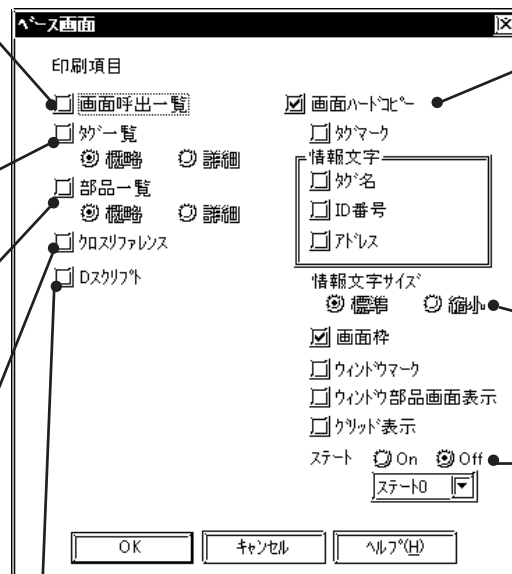 ﾍﾞｰｽ画面
印刷項目
画面呼出一覧
ﾀｸﾞ一覧
概略 詳細
部品一覧
概略 詳細
ｸﾛｽﾘﾌｧﾚﾝｽ
Dｽｸﾘﾌﾟﾄ
画面ﾊｰﾄﾞｺﾋﾟｰ
ﾀｸﾞﾏｰｸ
情報文字
ﾀｸﾞ名
ID番号
ｱﾄﾞﾚｽ
情報文字ｻｲｽﾞ
標準 縮小
画面枠
ｳｨﾝﾄﾞｳﾏｰｸ
ｳｨﾝﾄﾞｳ部品画面表示
ｸﾞﾘｯﾄﾞ表示
ｽﾃｰﾄ On Off
ｽﾃｰﾄ0
OK ｷｬﾝｾﾙ ﾍﾙﾌﾟ(H)